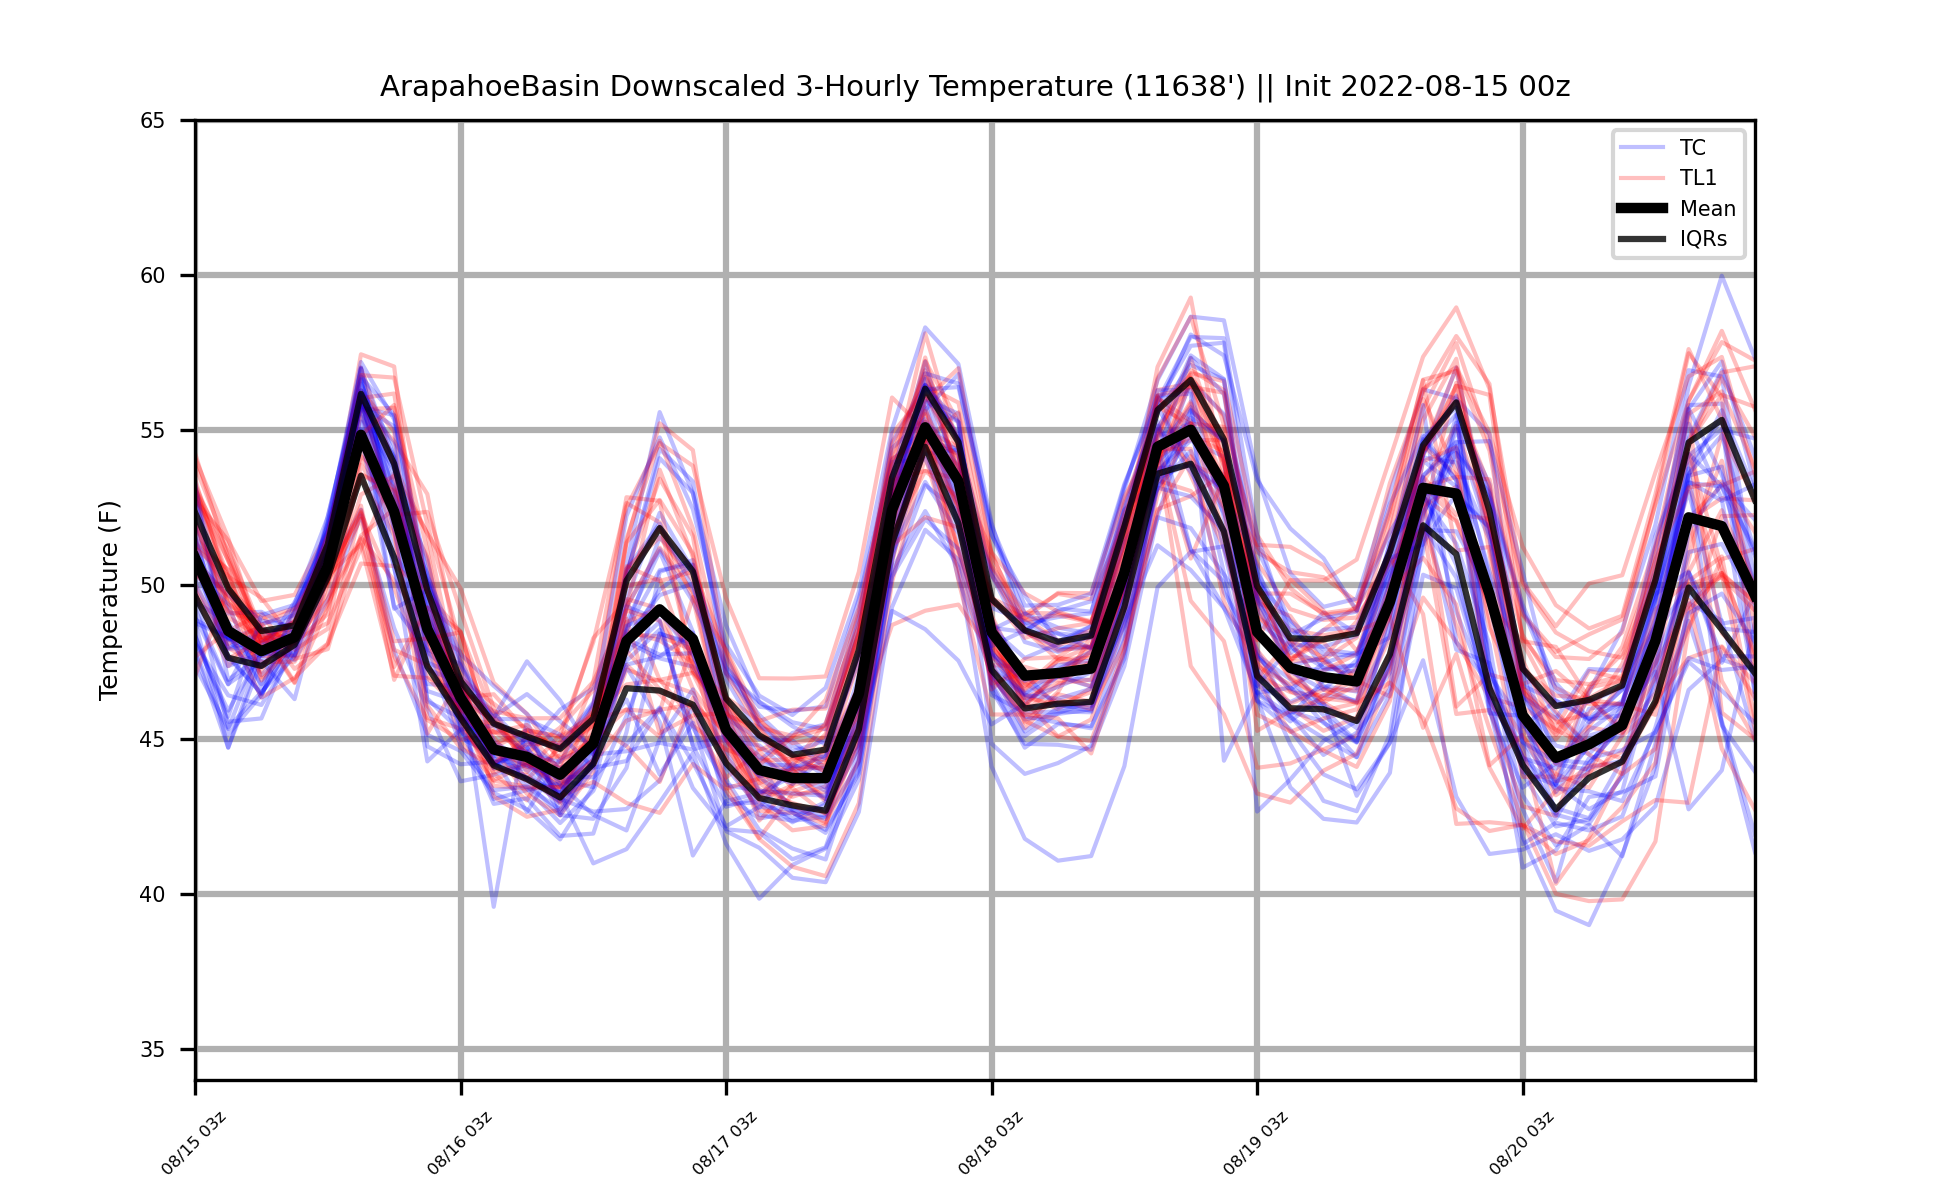 ArapahoeBasin Downscaled 3-Hourly Temperature (11638') || Init 2022-08-15 00z
65
60
55
50
45
40
35
Temperature (F)
TC
TL1
Mean
IQRs
08/15 03z
08/16 03z
08/17 03z
08/18 03z
08/19 03z
08/20 03z